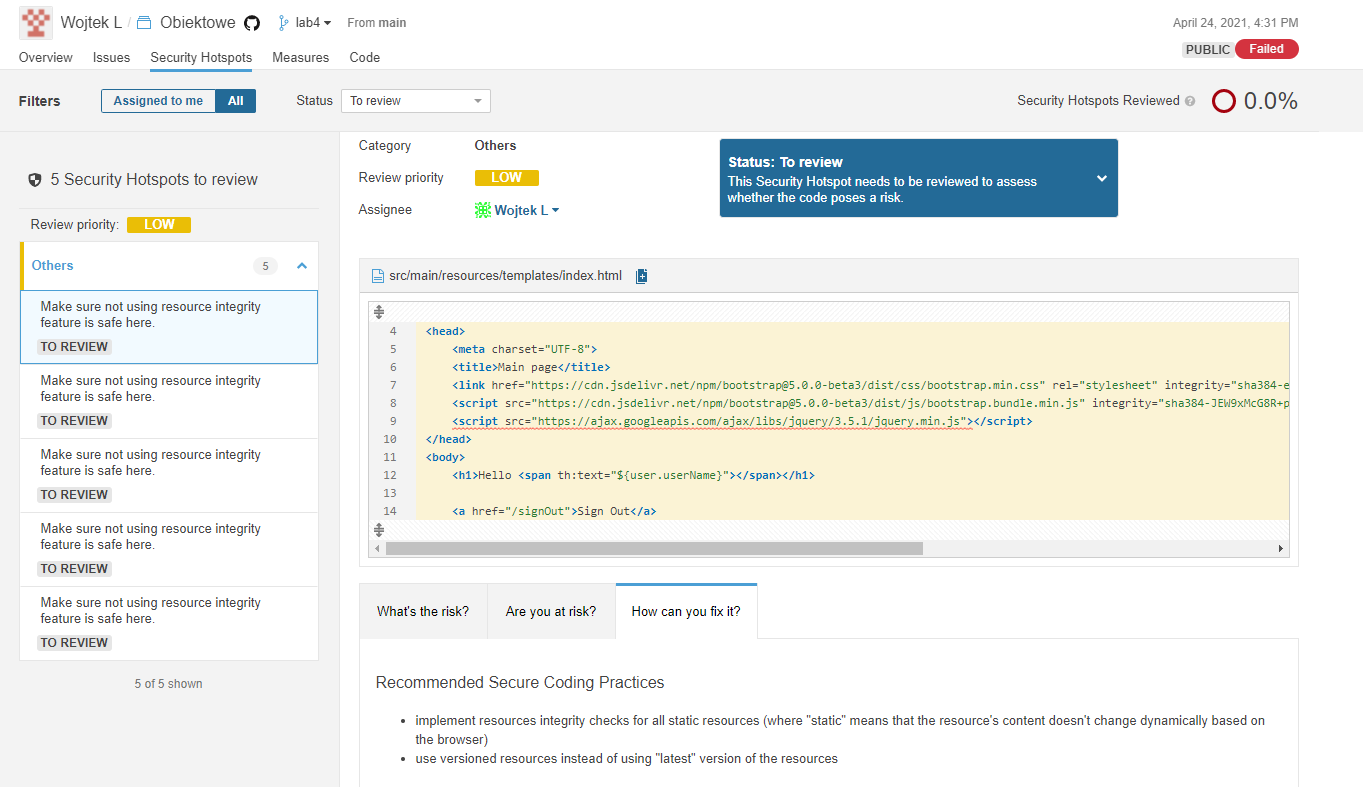 Wojtek L / Obiektowe lab4 From main
April 24, 2021, 4:31 PM
Overview Issues Security Hotspots Measures Code
PUBLIC Failed
Filters Assigned to me All Status To review Security Hotspots Reviewed ? 0.0%
5 Security Hotspots to review
Review priority: LOW
Others 5
Make sure not using resource integrity
feature is safe here.
TO REVIEW
Make sure not using resource integrity
feature is safe here.
TO REVIEW
Make sure not using resource integrity
feature is safe here.
TO REVIEW
Make sure not using resource integrity
feature is safe here.
TO REVIEW
Make sure not using resource integrity
feature is safe here.
TO REVIEW
5 of 5 shown
Category Others
Review priority LOW
Assignee Wojtek L
Status: To review
This Security Hotspot needs to be reviewed to assess
whether the code poses a risk.
src/main/resources/templates/index.html
4 <head>
5 <meta charset="UTF-8">
6 <title>Main page</title>
7 <link href="https://cdn.jsdelivr.net/npm/bootstrap@5.0.0-beta3/dist/css/bootstrap.min.css" rel="stylesheet" integrity="sha384-e
8 <script src="https://cdn.jsdelivr.net/npm/bootstrap@5.0.0-beta3/dist/js/bootstrap.bundle.min.js" integrity="sha384-JEW9xMcG8R+p
9 <script src="https://ajax.googleapis.com/ajax/libs/jquery/3.5.1/jquery.min.js"></script>
10 </head>
11 <body>
12 <h1>Hello <span th:text="${user.userName}"></span></h1>
13
14 <a href="/signOut">Sign Out</a>
What's the risk? Are you at risk? How can you fix it?
Recommended Secure Coding Practices
• implement resources integrity checks for all static resources (where "static" means that the resource's content doesn't change dynamically based on
the browser)
• use versioned resources instead of using "latest" version of the resources